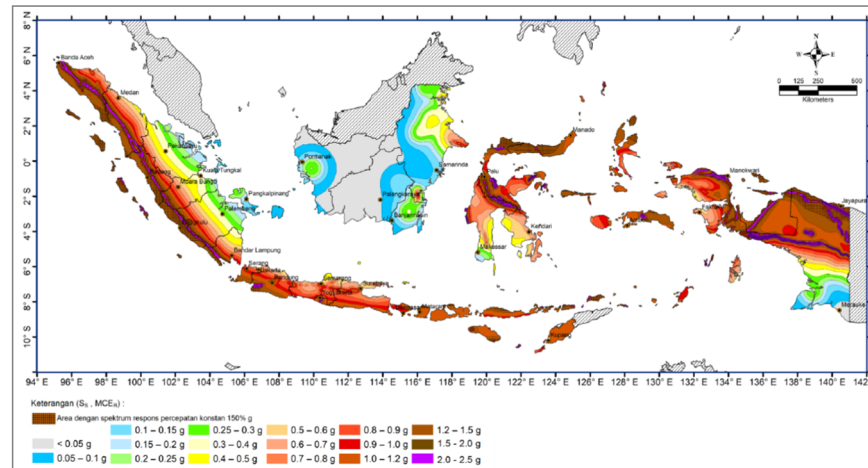 8° N
6° N
4° N
2° N
0°
2° S
4° S
6° S
8° S
10° S
N
W
E
S
0 125 250 500
Kilometers
Banda Aceh
Medan
Manado
Pontianak
Kuala Tungkal
Samarinda
Palu
Manokwari
Muara Bungo
Pangkalpinang
Palangkaraya
Jayapura
Palembang
Banjarmasin
Kendari
Makassar
Bandar Lampung
Serang
Bandung
Semarang
Surabaya
Mataram
Kupang
Merauke
94° E 96° E 98° E 100° E 102° E 104° E 106° E 108° E 110° E 112° E 114° E 116° E 118° E 120° E 122° E 124° E 126° E 128° E 130° E 132° E 134° E 136° E 138° E 140° E 142° E
Keterangan (Ss , MCER) :
Area dengan spektrum respons percepatan konstan 150% g
0.1 – 0.15 g 0.25 – 0.3 g 0.5 – 0.6 g 0.8 – 0.9 g 1.2 – 1.5 g
< 0.05 g 0.15 – 0.2 g 0.3 – 0.4 g 0.6 – 0.7 g 0.9 – 1.0 g 1.5 - 2.0 g
0.05 – 0.1 g 0.2 – 0.25 g 0.4 – 0.5 g 0.7 – 0.8 g 1.0 – 1.2 g 2.0 - 2.5 g